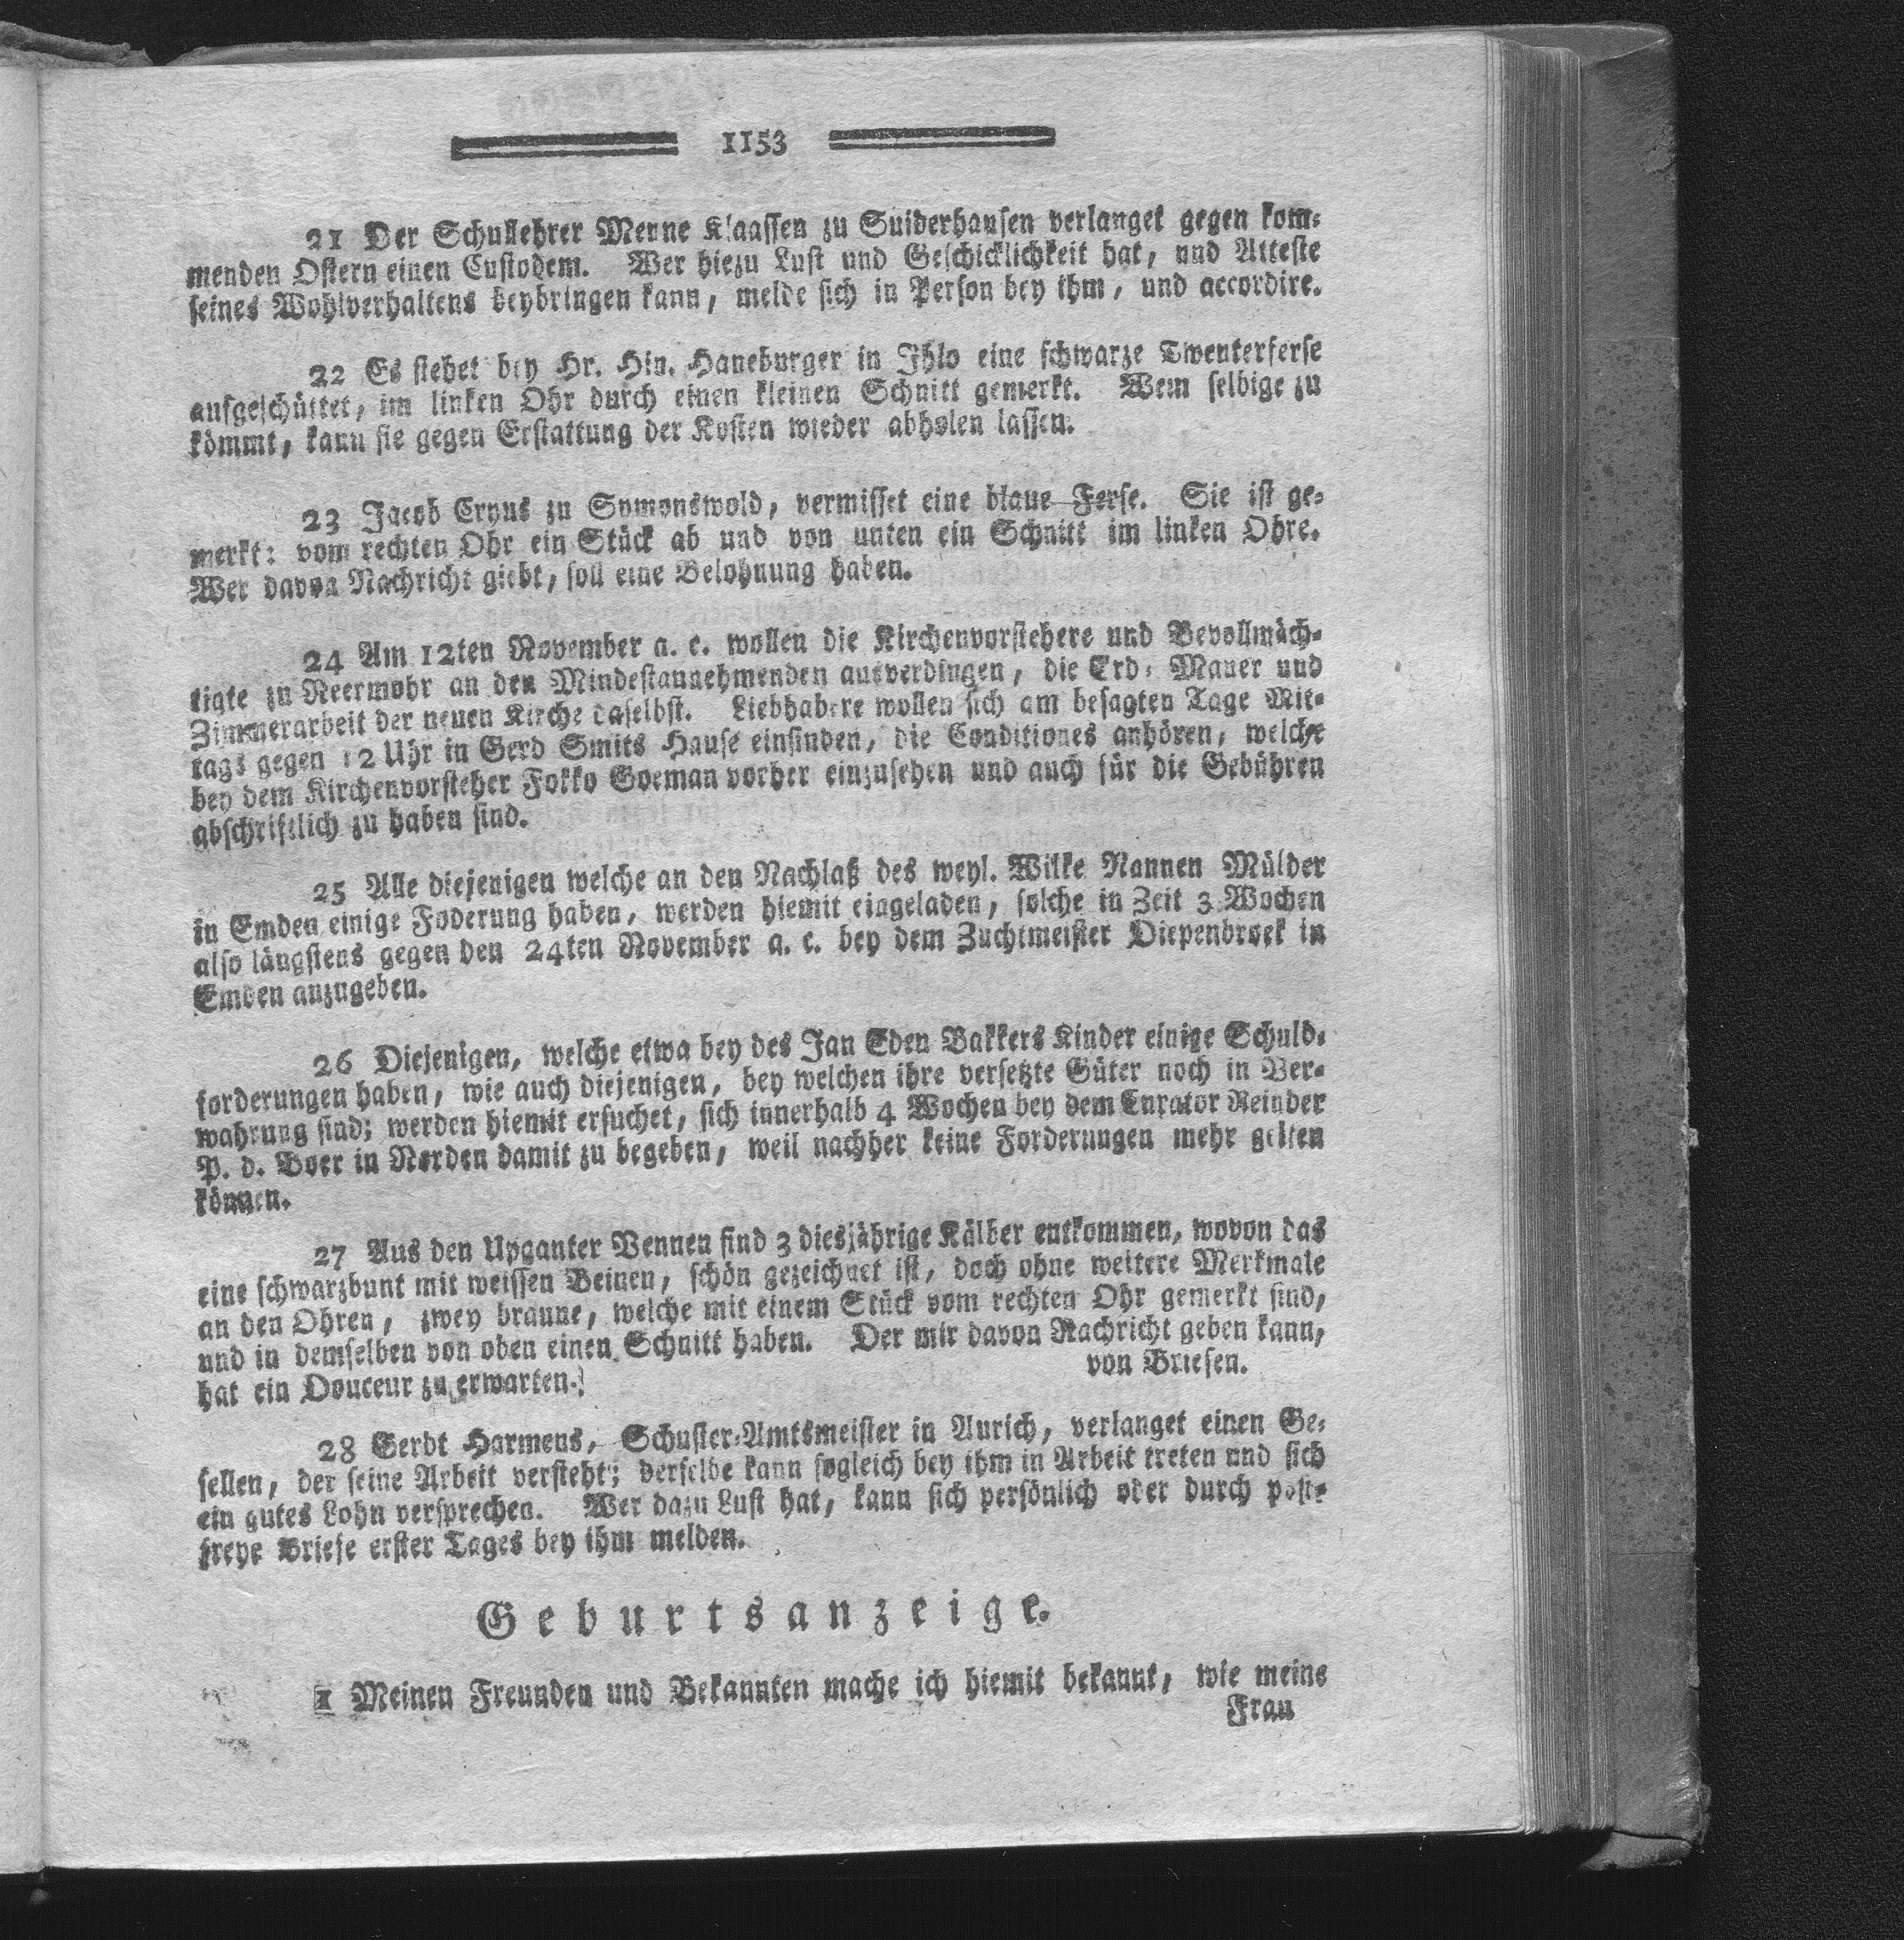 1153
21 Der Schullehrer Menne Klaassen zu Suiderhausen verlanget gegen kom-
menden Ostern einen Custodem. Wer hiezu Lust und Geschicklichkeit hat, und Atteste
seines Wohlverhaltens beybringen kann, melde sich in Person bey ihm, und accordire.
22 Es stehet bey Hr. Hin. Haneburger in Ihlo eine schwarze Twenterferse
aufgeschüttet, im linken Ohr durch einen kleinen Schnitt gemerkt. Wem selbige zu
kömmt, kann sie gegen Erstattung der Kosten wieder abholen lassen.
23 Jacob Cryns zu Symonswold, vermisset eine blaue Ferse. Sie ist ge-
merkt: vom rechten Ohr ein Stück ab und von unten ein Schnitt im linken Ohre.
Wer davon Nachricht giebt, soll eine Belohnung haben.
24 Am 12ten November a. c. wollen die Kirchenvorstehere und Bevollmäch-
tigte zu Neermohr an den Mindestannehmenden ausverdingen, die Erd- Mauer und
Zimmerarbeit der neuen Kirche daselbst. Liebhabere wollen sich am besagten Tage Mit-
tags gegen 12 Uhr in Gerd Smits Hause einfinden, die Conditiones anhören, welche
bey dem Kirchenvorsteher Fokko Goeman vorher einzusehen und auch für die Gebühren
abschriftlich zu haben sind.
25 Alle diejenigen welche an den Nachlaß des weyl. Wilke Nannen Mülder
in Emden einige Foderung haben, werden hiemit eingeladen, solche in Zeit 3 Wochen
also längstens gegen den 24ten November a. c. bey dem Zuchtmeister Diepenbroek in
Emden anzugeben.
26 Diejenigen, welche etwa bey des Jan Eden Bakkers Kinder einige Schuld-
forderungen haben, wie auch diejenigen, bey welchen ihre versetzte Güter noch in Ver-
wahrung sind; werden hiemit ersuchet, sich innerhalb 4 Wochen bey dem Curator Reinder
P. d. Boer in Norden damit zu begeben, weil nachher keine Forderungen mehr gelten
können.
27 Aus den Upganter Vennen sind 3 diesjährige Kälber entkommen, wovon das
eine schwarzbunt mit weissen Beinen, schön gezeichnet ist, doch ohne weitere Merkmale
an den Ohren, zwey braune, welche mit einem Stück vom rechten Ohr gemerkt sind,
und in demselben von oben einen Schnitt haben. Der mir davon Nachricht geben kann,
hat ein Douceur zu erwarten. von Briesen.
28 Gerdt Harmens, Schuster-Amtsmeister in Aurich, verlanget einen Ge-
sellen, der seine Arbeit versteht; derselbe kann sogleich bey ihm in Arbeit treten und sich
ein gutes Lohn versprechen. Wer dazu Lust hat, kann sich persönlich oder durch post-
freye Briefe erster Tages bey ihm melden.
Geburtsanzeige.
1 Meinen Freunden und Bekannten mache ich hiemit bekannt, wie meine
Frau